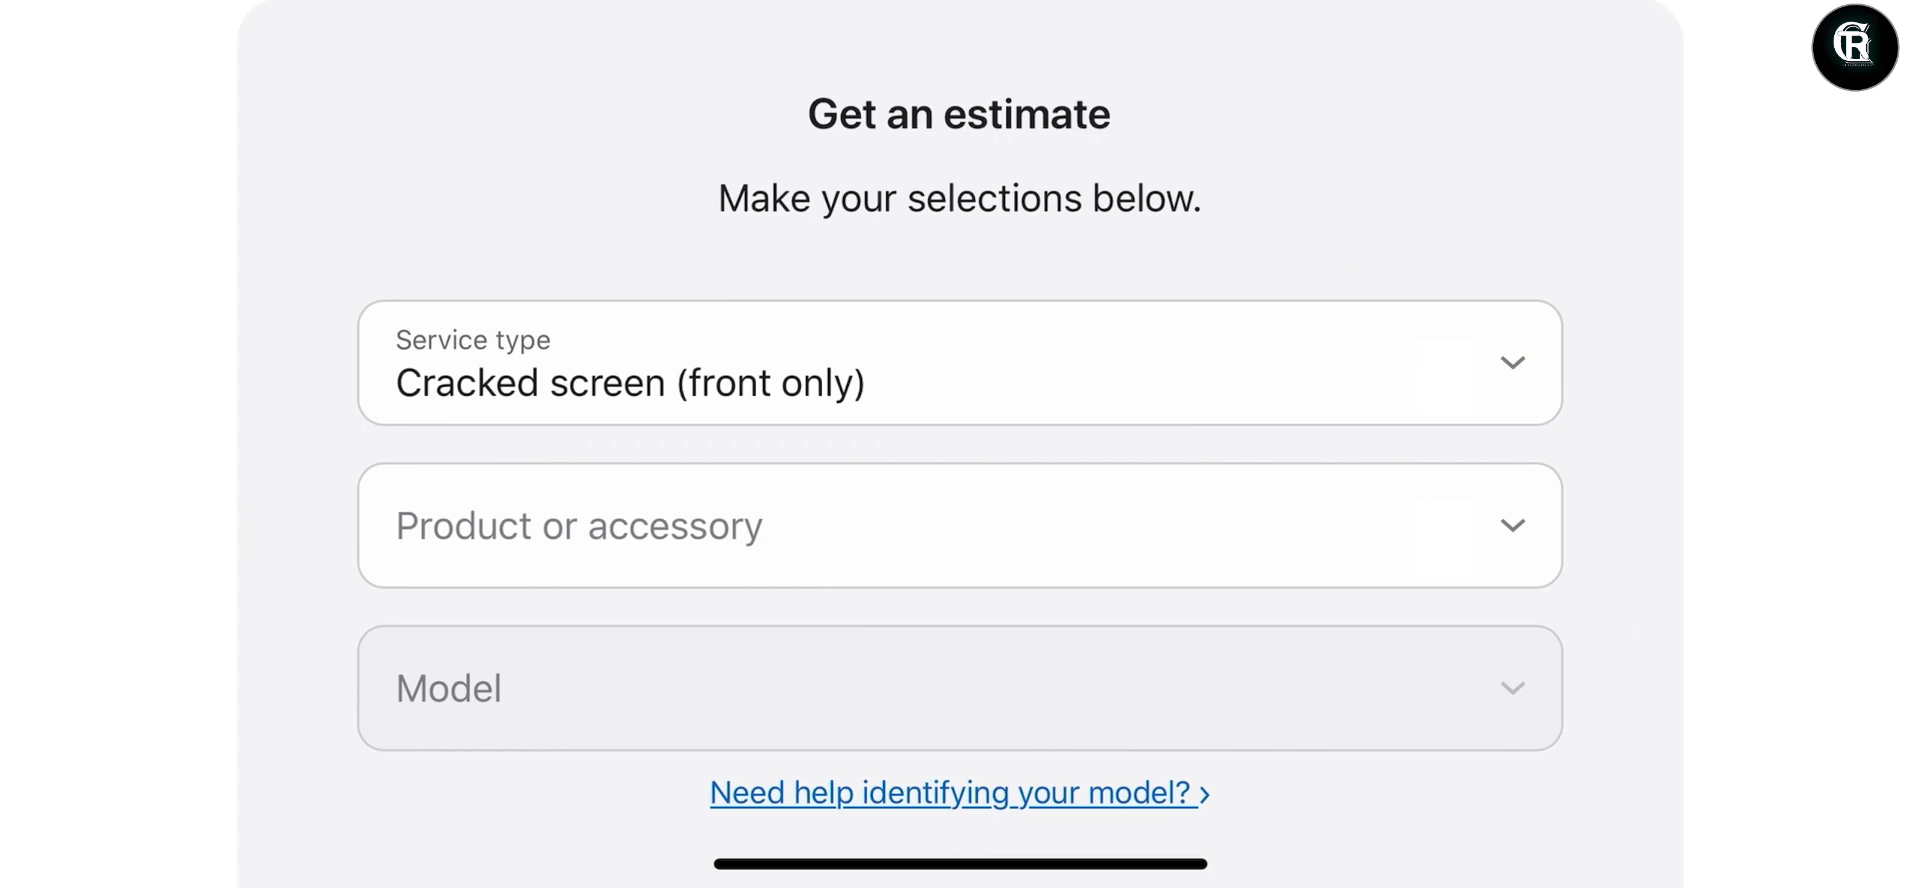 Get an estimate
Make your selections below.
Service type
Cracked screen (front only)
Product or accessory
Model
Need help identifying your model? ›